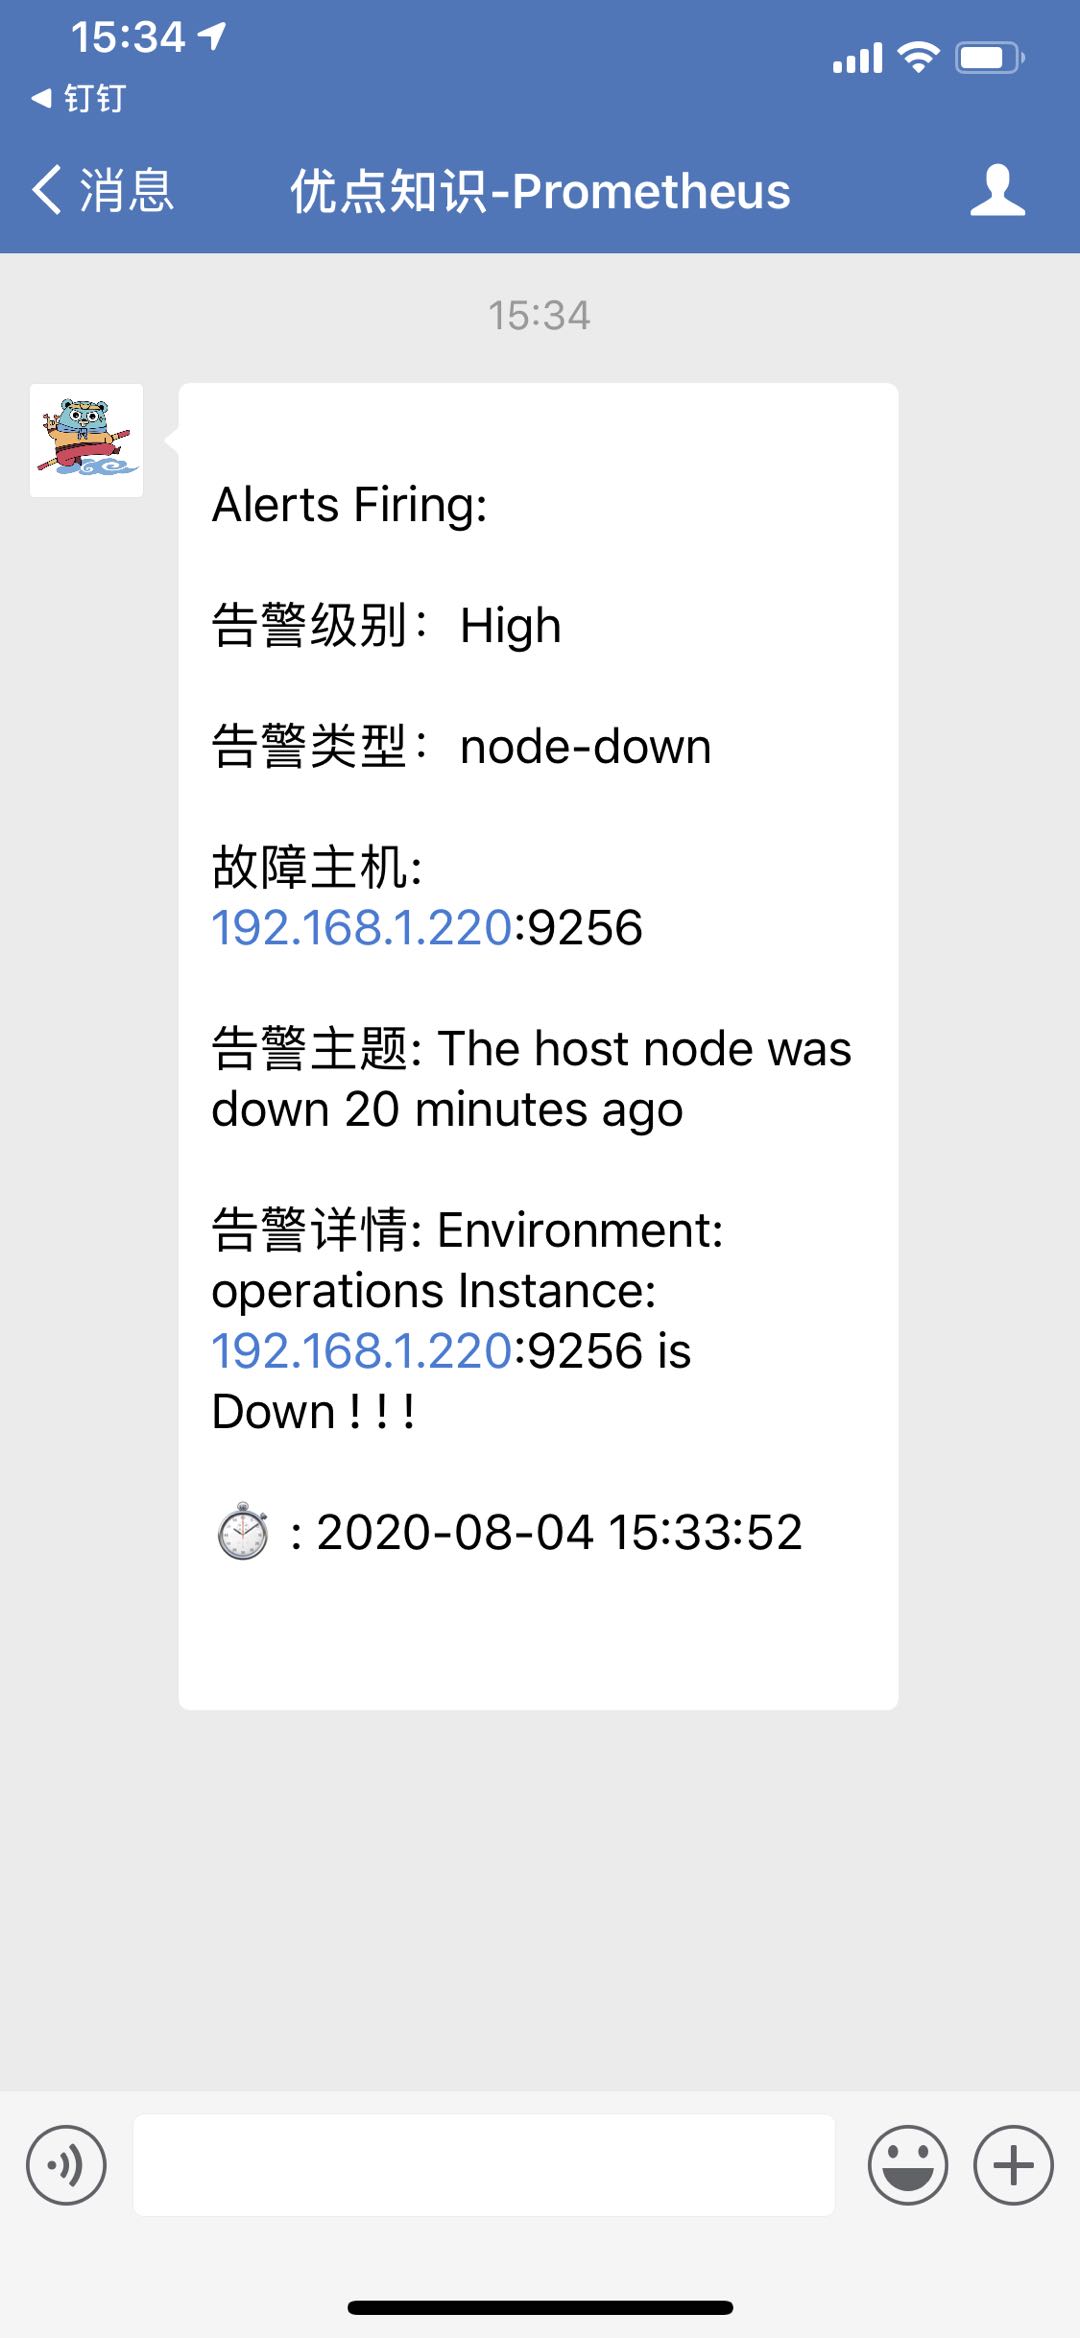 15:34
钉钉
消息
优点知识-Prometheus
15:34
Alerts Firing:
告警级别：High
告警类型：node-down
故障主机:
192.168.1.220:9256
告警主题: The host node was
down 20 minutes ago
告警详情: Environment:
operations Instance:
192.168.1.220:9256 is
Down！！！
⏱ : 2020-08-04 15:33:52